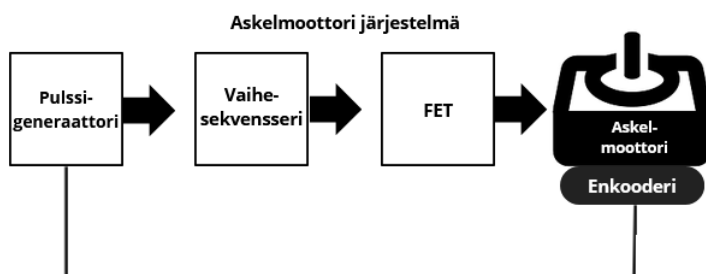 Askelmoottori järjestelmä
Pulssi-
generaattori
Vaihe-
sekvensseri
FET
Askel-
moottori
Enkooderi